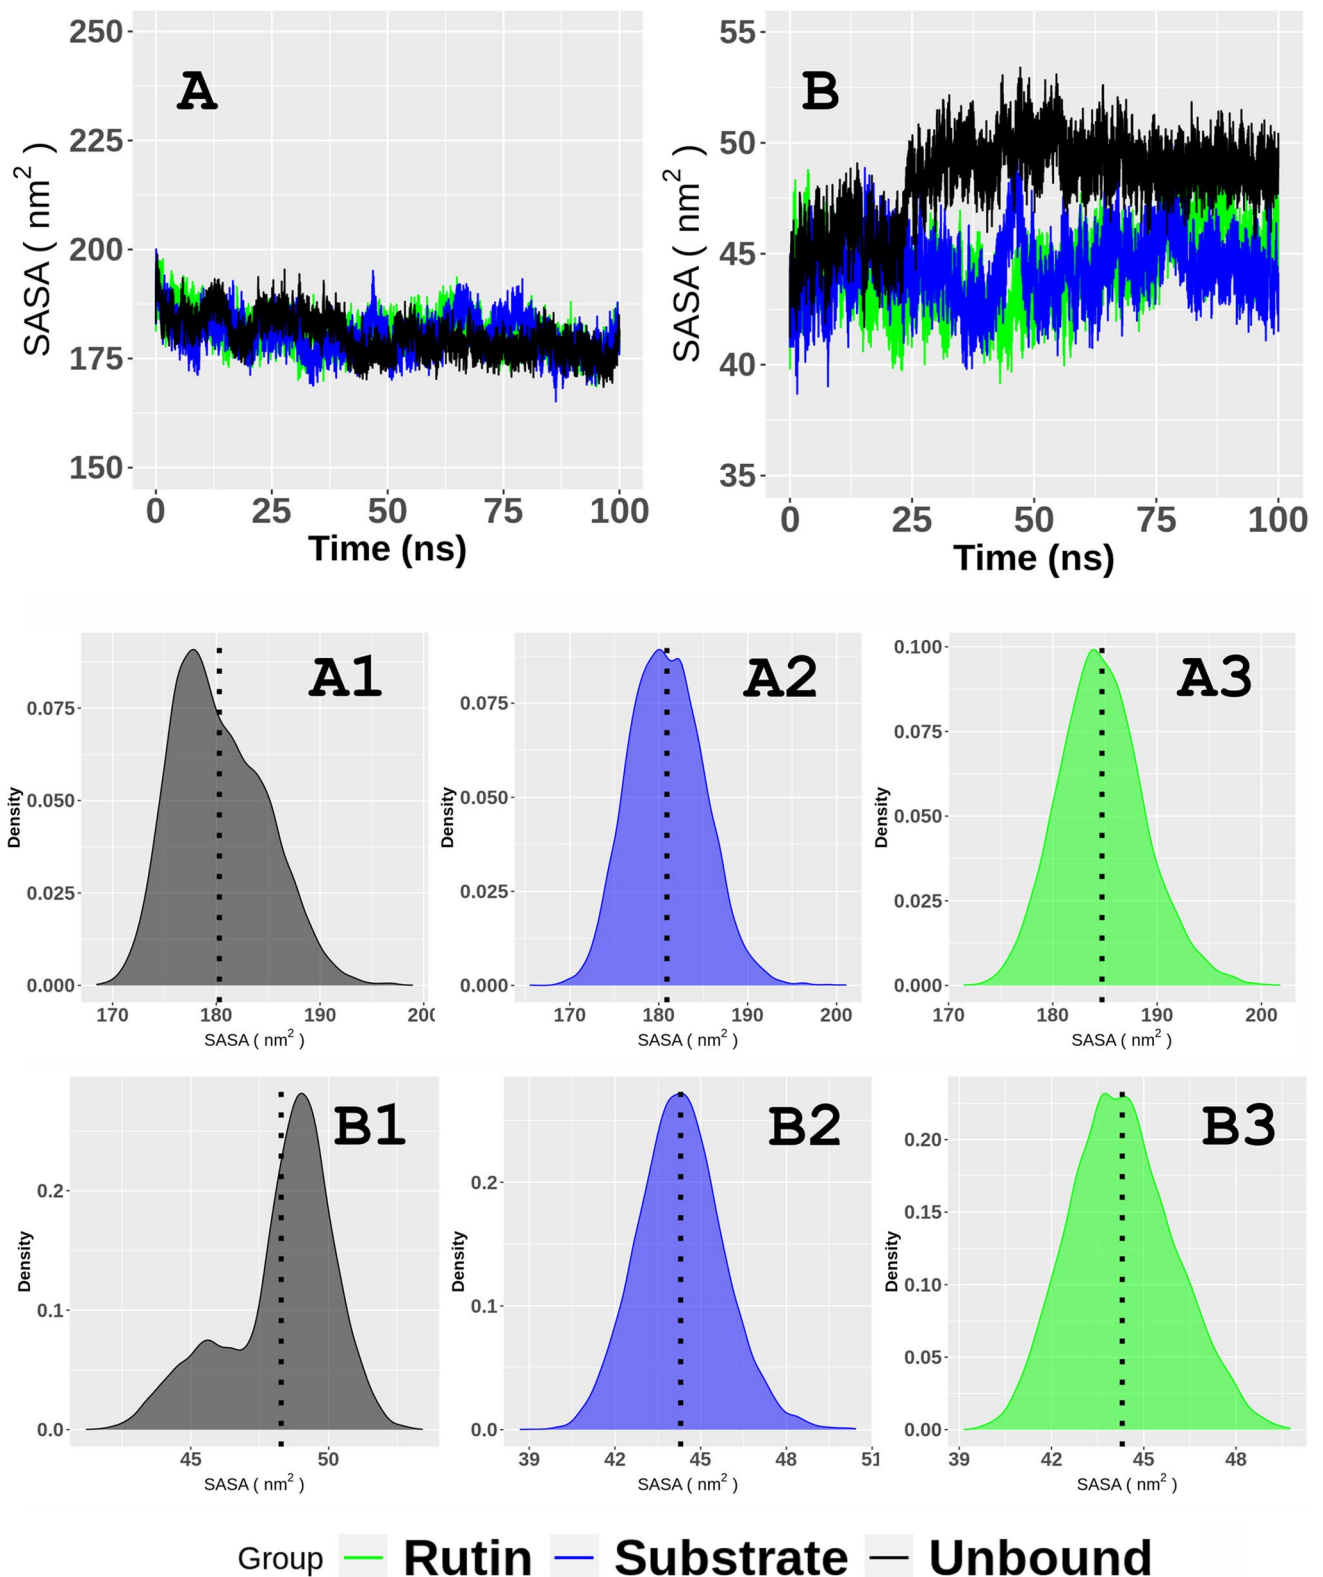 A
250
225
200
175
150
SASA ( nm² )
0 25 50 75 100
Time (ns)
B
55
50
45
40
35
SASA ( nm² )
0 25 50 75 100
Time (ns)
A1
0.075
0.050
0.025
0.000
Density
170 180 190 200
SASA ( nm² )
A2
0.075
0.050
0.025
0.000
Density
170 180 190 200
SASA ( nm² )
A3
0.100
0.075
0.050
0.025
0.000
Density
170 180 190 200
SASA ( nm² )
B1
0.2
0.1
0.0
Density
45 50
SASA ( nm² )
B2
0.2
0.1
0.0
Density
39 42 45 48 51
SASA ( nm² )
B3
0.20
0.15
0.10
0.05
0.00
Density
39 42 45 48
SASA ( nm² )
Group Rutin Substrate Unbound